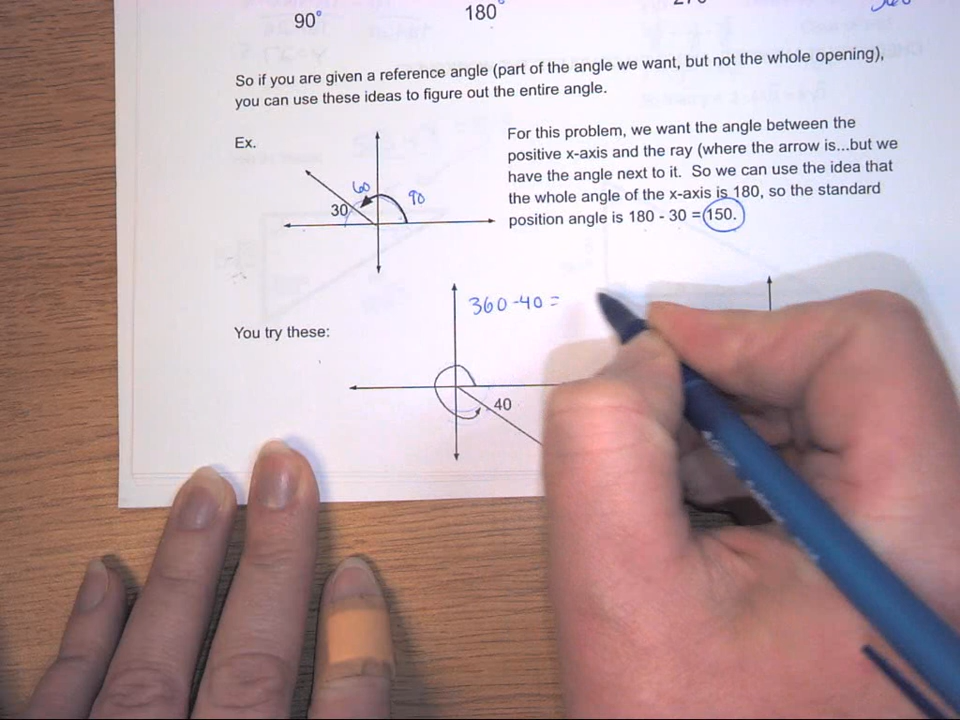 90°
180°
So if you are given a reference angle (part of the angle we want, but not the whole opening),
you can use these ideas to figure out the entire angle.
Ex.
60
90
30
For this problem, we want the angle between the
positive x-axis and the ray (where the arrow is...but we
have the angle next to it. So we can use the idea that
the whole angle of the x-axis is 180, so the standard
position angle is 180 - 30 = 150.
You try these:
360-40=
40